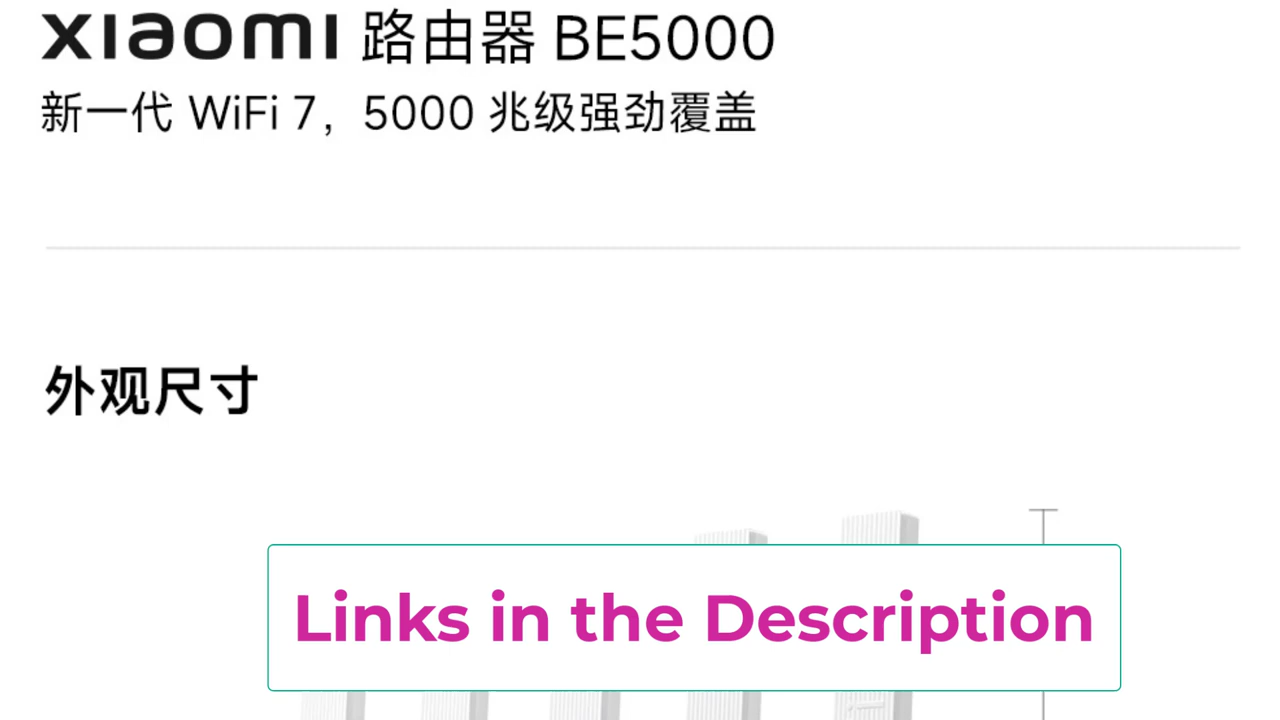 xiaomi 路由器 BE5000
新一代 WiFi 7，5000 兆级强劲覆盖
外观尺寸
Links in the Description